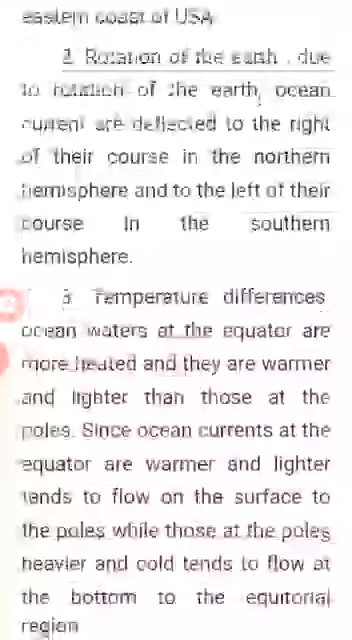 eastern coast of USA
2. Rotation of the earth , due
to rotation of the earth, ocean
current are deflected to the right
of their course in the northern
hemisphere and to the left of their
course in the southern
hemisphere.
3. Temperature differences
ocean waters at the equator are
more heated and they are warmer
and lighter than those at the
poles. Since ocean currents at the
equator are warmer and lighter
tends to flow on the surface to
the poles while those at the poles
heavier and cold tends to flow at
the bottom to the equitorial
region